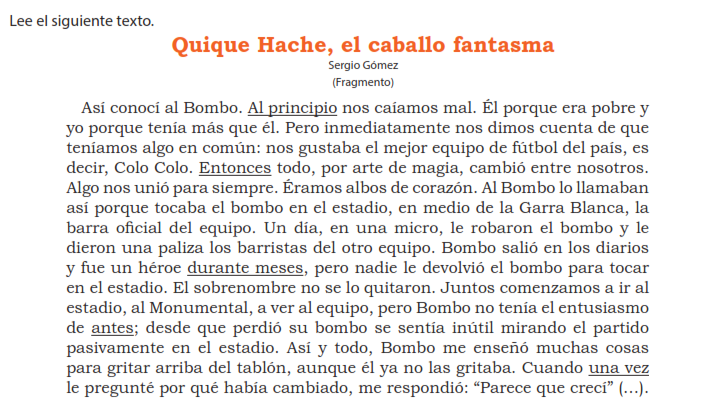 Lee el siguiente texto.
Quique Hache, el caballo fantasma
Sergio Gómez
(Fragmento)
Así conocí al Bombo. Al principio nos caíamos mal. Él porque era pobre y
yo porque tenía más que él. Pero inmediatamente nos dimos cuenta de que
teníamos algo en común: nos gustaba el mejor equipo de fútbol del país, es
decir, Colo Colo. Entonces todo, por arte de magia, cambió entre nosotros.
Algo nos unió para siempre. Éramos albos de corazón. Al Bombo lo llamaban
así porque tocaba el bombo en el estadio, en medio de la Garra Blanca, la
barra oficial del equipo. Un día, en una micro, le robaron el bombo y le
dieron una paliza los barristas del otro equipo. Bombo salió en los diarios
y fue un héroe durante meses, pero nadie le devolvió el bombo para tocar
en el estadio. El sobrenombre no se lo quitaron. Juntos comenzamos a ir al
estadio, al Monumental, a ver al equipo, pero Bombo no tenía el entusiasmo
de antes; desde que perdió su bombo se sentía inútil mirando el partido
pasivamente en el estadio. Así y todo, Bombo me enseñó muchas cosas
para gritar arriba del tablón, aunque él ya no las gritaba. Cuando una vez
le pregunté por qué había cambiado, me respondió: “Parece que crecí” (...).